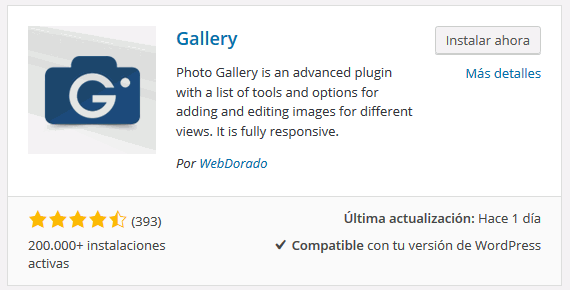 G
Gallery
Instalar ahora
Más detalles
Photo Gallery is an advanced plugin
with a list of tools and options for
adding and editing images for different
views. It is fully responsive.
Por WebDorado
(393)
200.000+ instalaciones
activas
Última actualización: Hace 1 día
Compatible con tu versión de WordPress